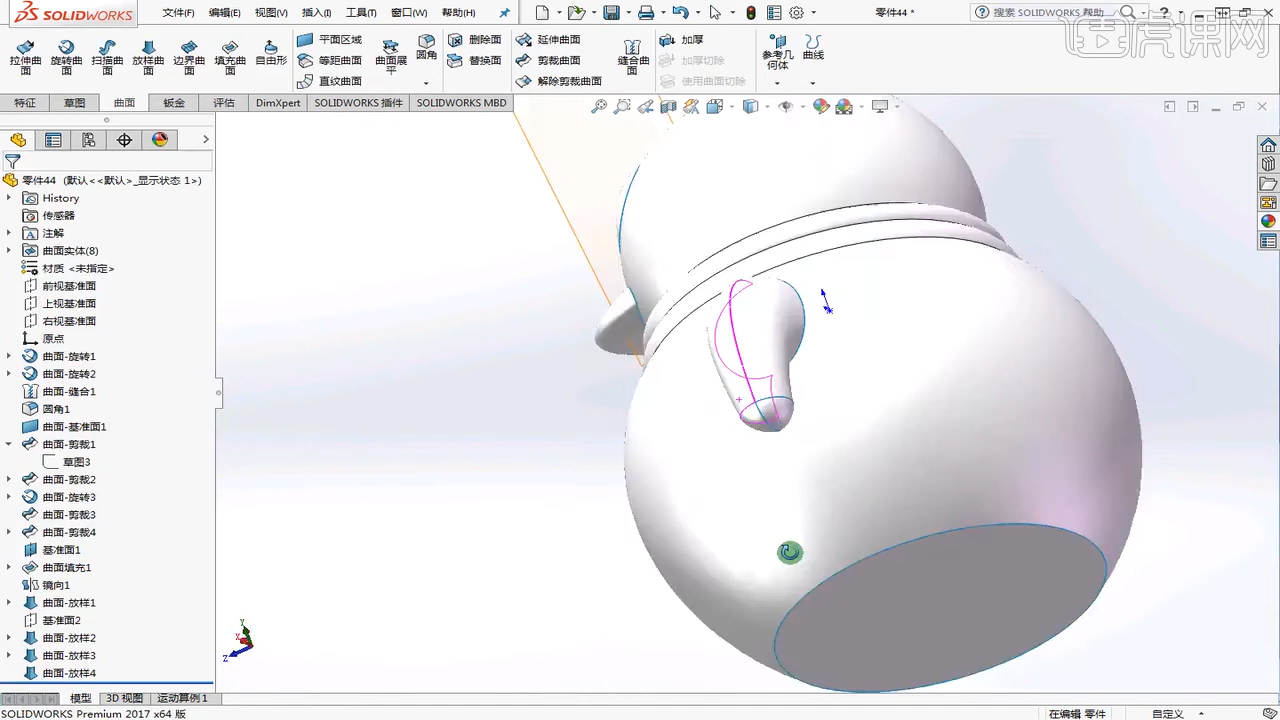 SOLIDWORKS 文件(F) 编辑(E) 视图(V) 插入(I) 工具(T) 窗口(W) 帮助(H) 零件44 * 搜索 SOLIDWORKS 帮助
拉伸曲面 旋转曲面 扫描曲面 放样曲面 边界曲面 填充曲面 自由形
平面区域
等距曲面
直纹曲面
曲面展平 圆角
删除面
替换面
延伸曲面
剪裁曲面
解除剪裁曲面
缝合曲面
加厚
加厚切除
使用曲面切除
参考几何体 曲线
虎课网
特征 草图 曲面 钣金 评估 DimXpert SOLIDWORKS 插件 SOLIDWORKS MBD
零件44 (默认<<默认>_显示状态 1>)
History
传感器
注解
曲面实体(8)
材质 <未指定>
前视基准面
上视基准面
右视基准面
原点
曲面-旋转1
曲面-旋转2
曲面-缝合1
圆角1
曲面-基准面1
曲面-剪裁1
草图3
曲面-剪裁2
曲面-旋转3
曲面-剪裁3
曲面-剪裁4
基准面1
曲面填充1
镜向1
曲面-放样1
基准面2
曲面-放样2
曲面-放样3
曲面-放样4
Y
X
Z
模型 3D 视图 运动算例 1
SOLIDWORKS Premium 2017 x64 版 在编辑 零件 自定义